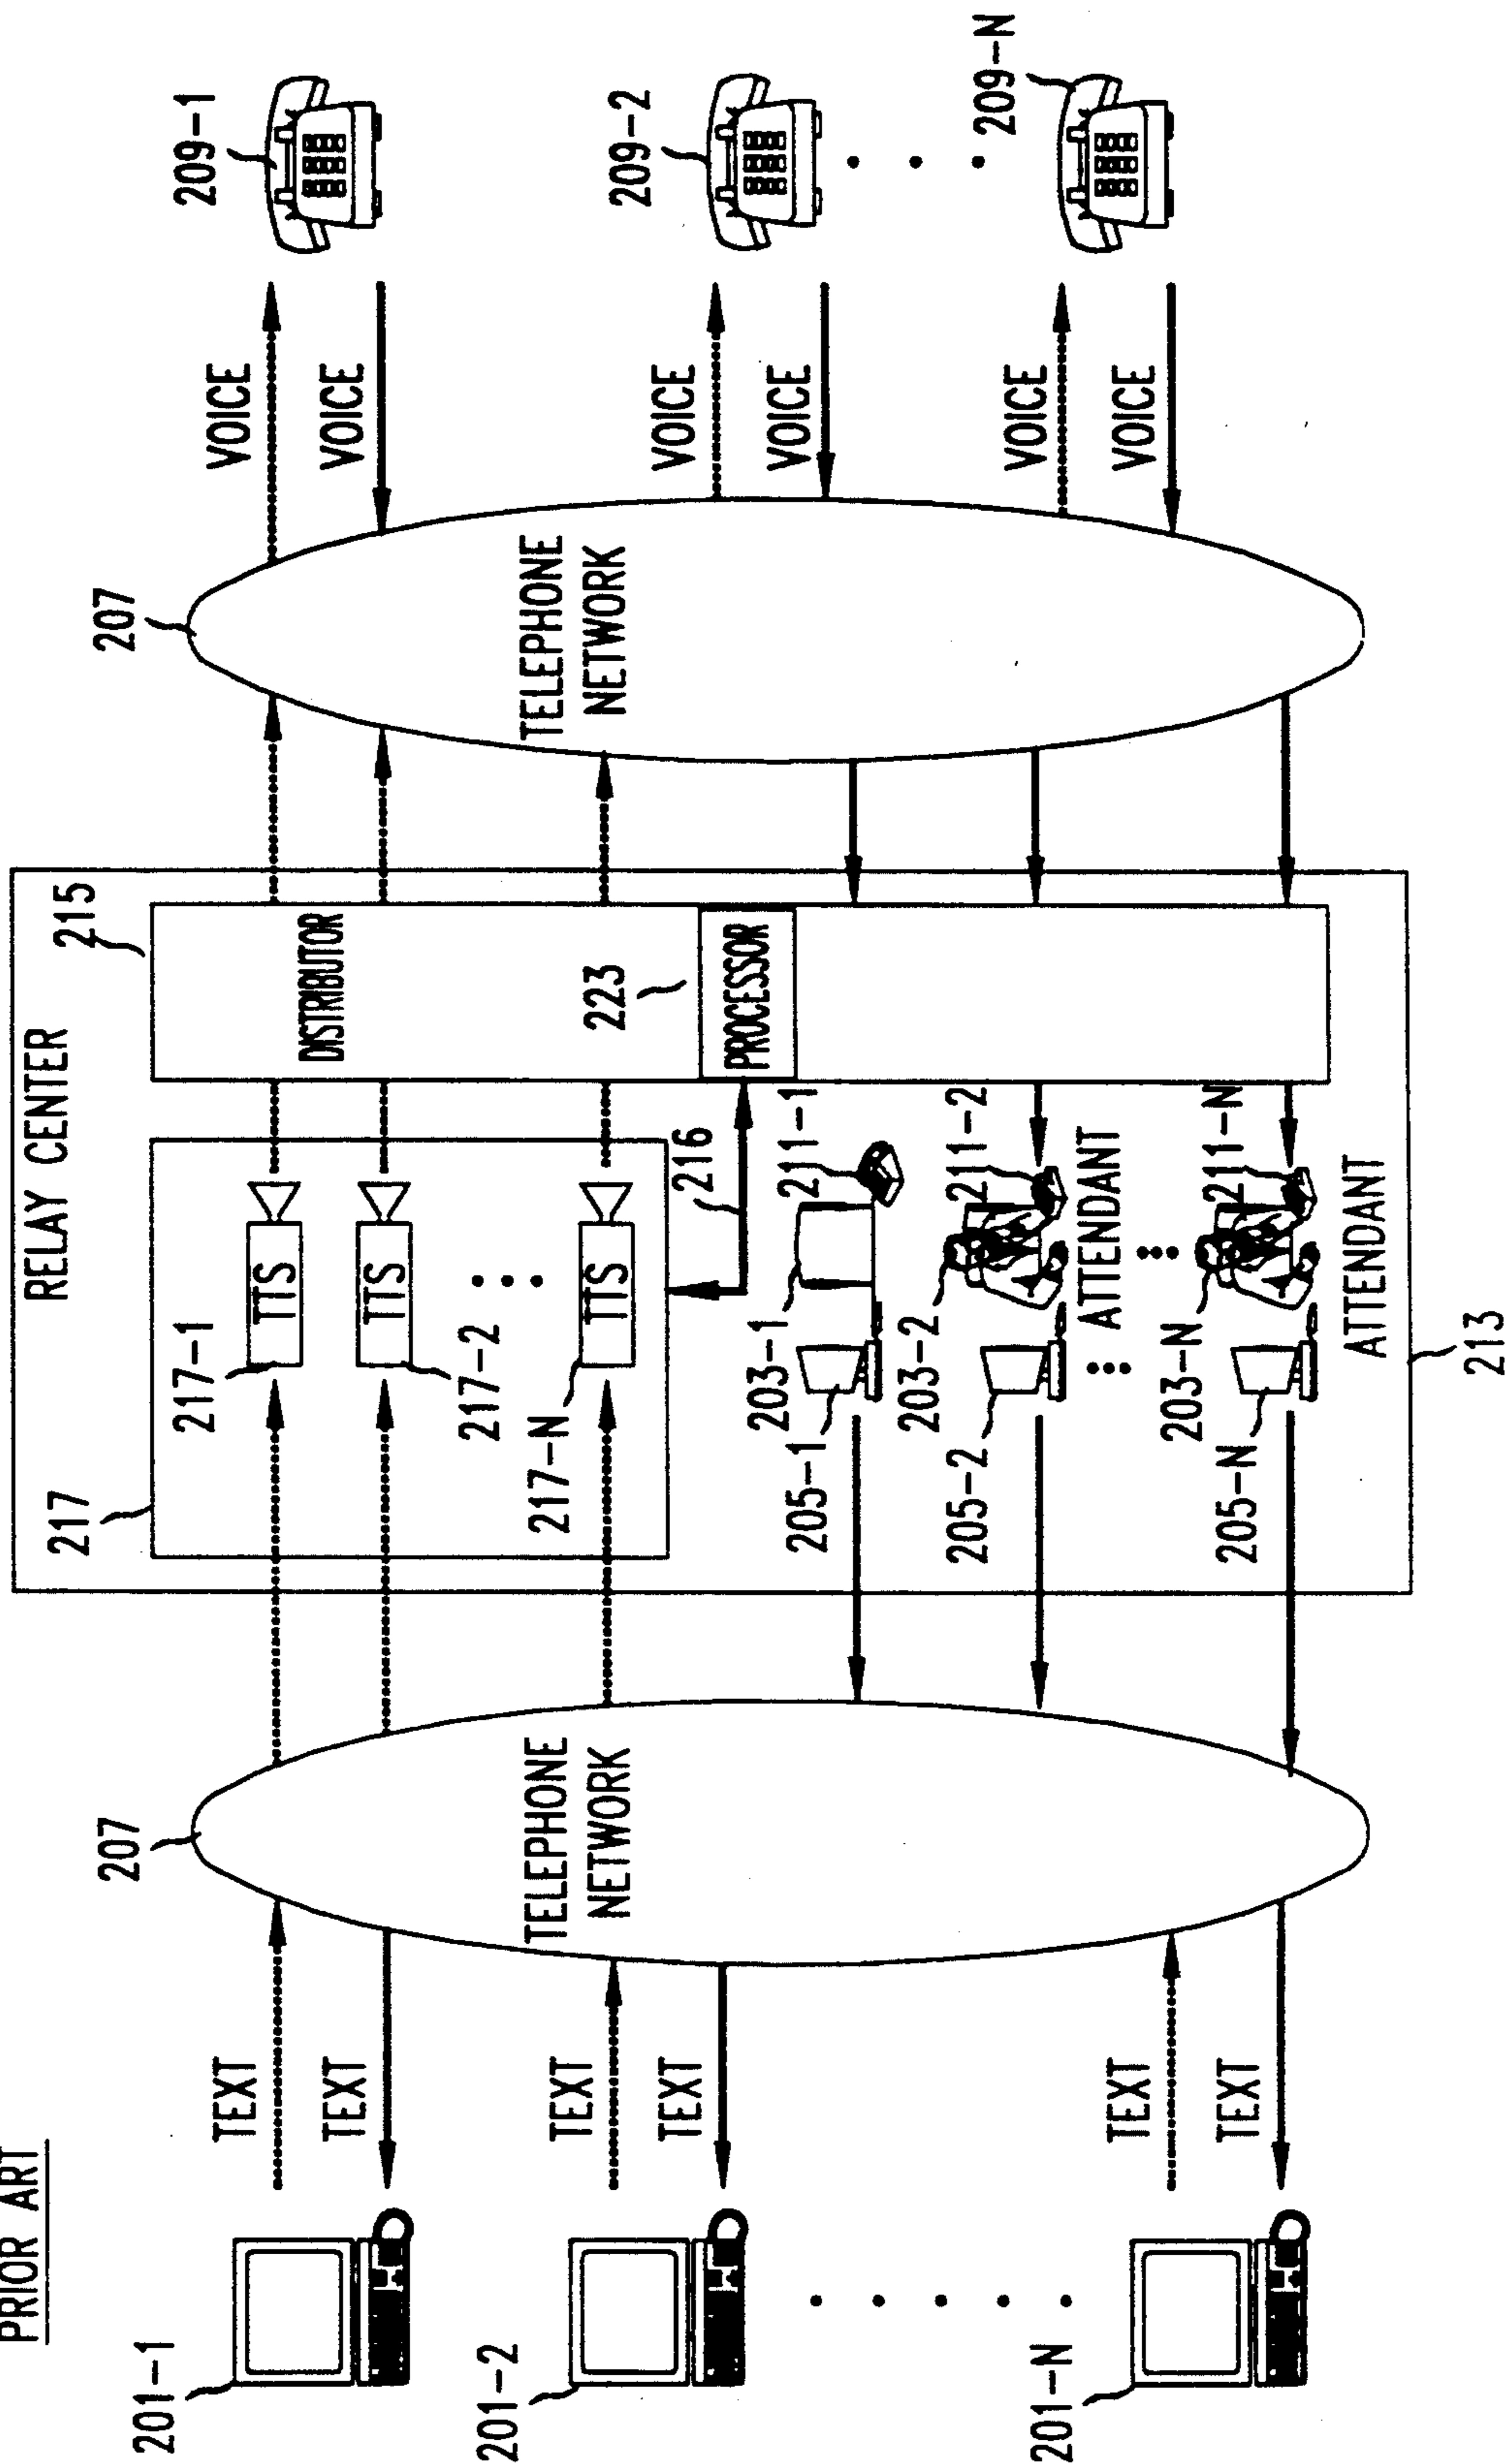 PRIOR ART
201-1
201-2
201-N
TEXT
TEXT
TEXT
TEXT
TEXT
TEXT
207
TELEPHONE
NETWORK
RELAY CENTER
217
217-1
TTS
TTS
217-2
217-N
TTS
216
215
DISTRIBUTOR
223
PROCESSOR
203-1
205-1
211-1
203-2
205-2
211-2
ATTENDANT
203-N
205-N
211-N
ATTENDANT
213
207
TELEPHONE
NETWORK
VOICE
VOICE
VOICE
VOICE
VOICE
VOICE
209-1
209-2
209-N